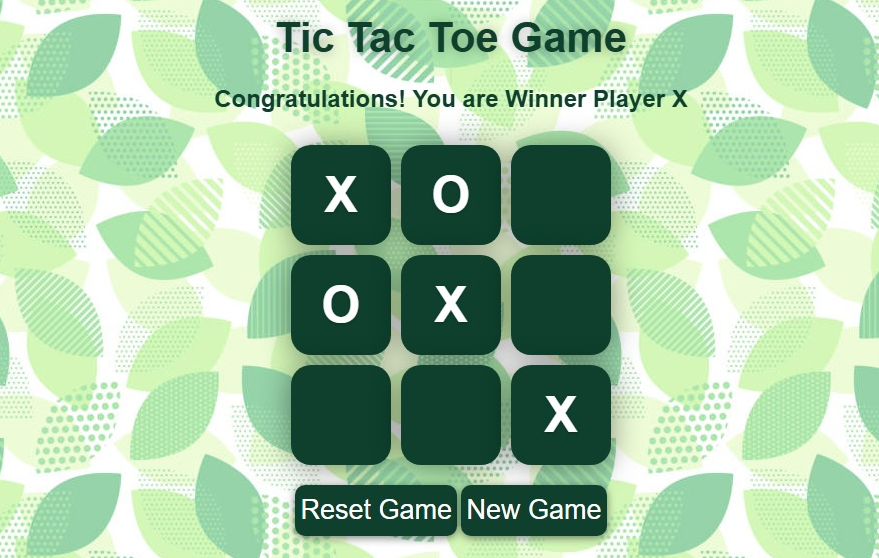 Tic Tac Toe Game
Congratulations! You are Winner Player X
X O
O X
X
Reset Game New Game